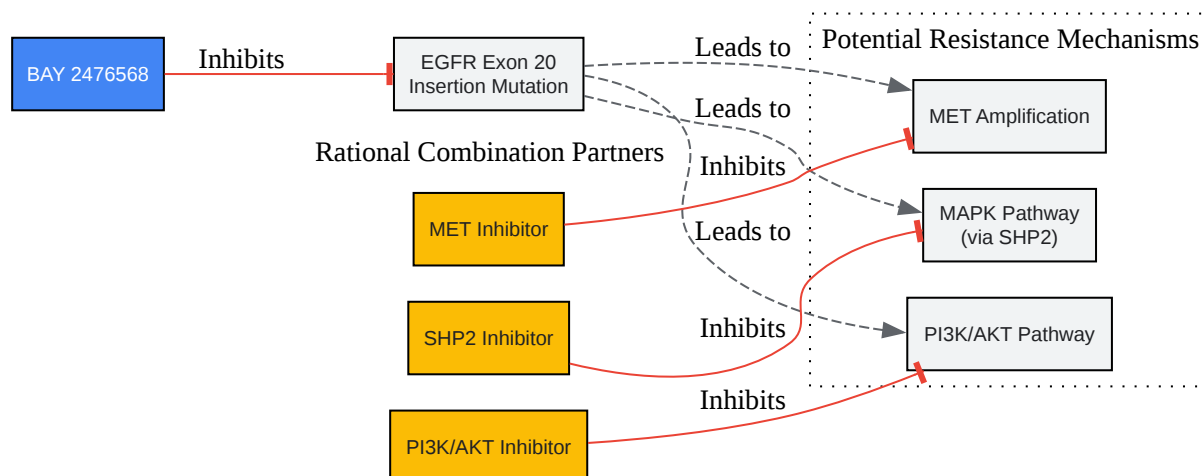 Leads to
Potential Resistance Mechanisms
Inhibits
BAY 2476568
EGFR Exon 20
Insertion Mutation
Leads to
MET Amplification
Rational Combination Partners
Inhibits
MET Inhibitor
MAPK Pathway
(via SHP2)
Leads to
SHP2 Inhibitor
Inhibits
PI3K/AKT Pathway
Inhibits
PI3K/AKT Inhibitor